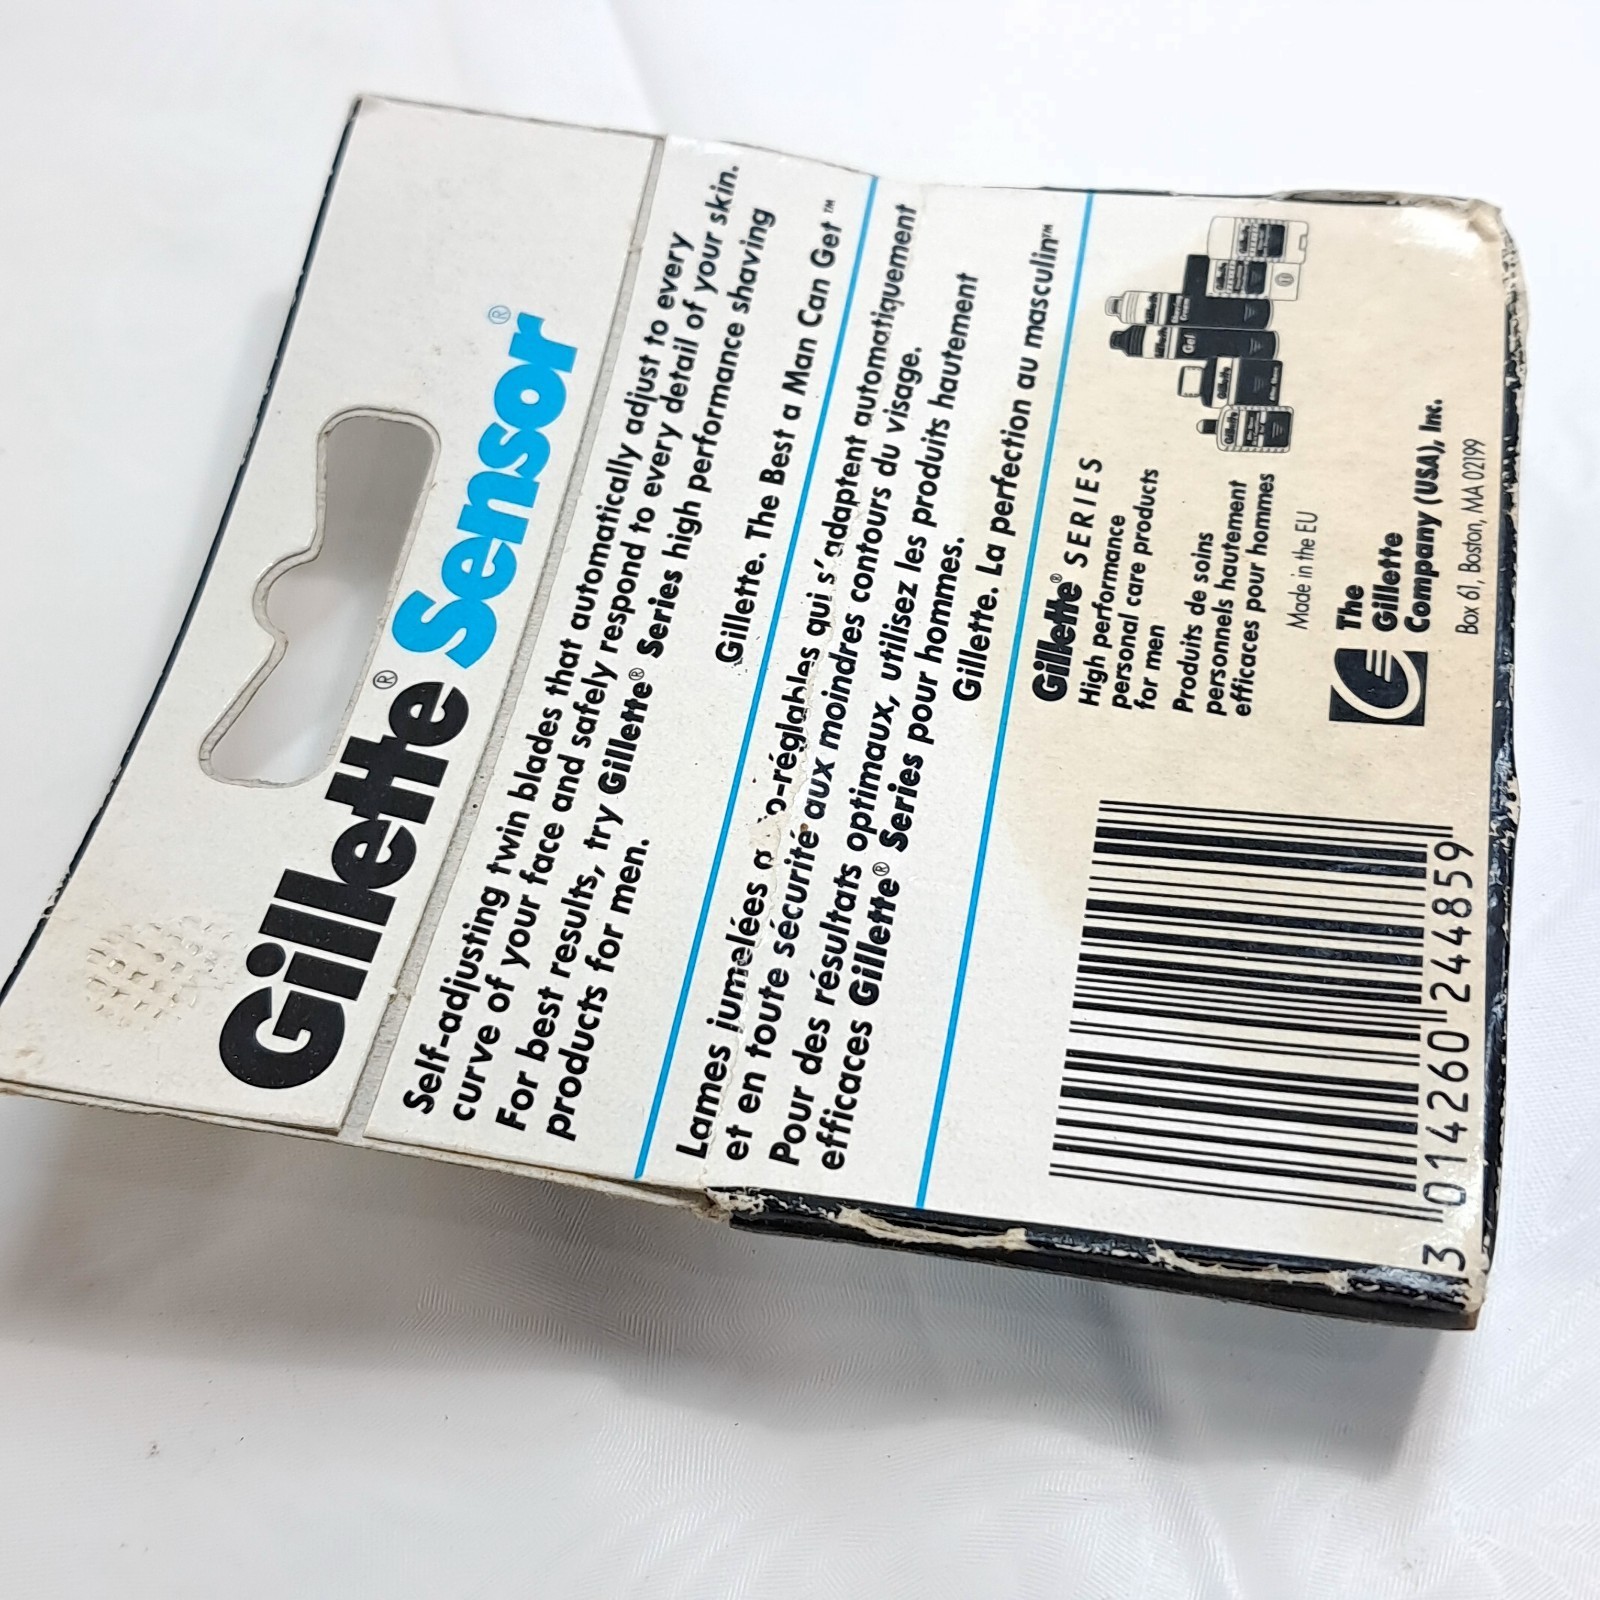 Gillette® Sensor®
Self-adjusting twin blades that automatically adjust to every
curve of your face and safely respond to every detail of your skin.
For best results, try Gillette® Series high performance shaving
products for men.
Gillette. The Best a Man Can Get™
Lames jumelées o-réglables qui s'adaptent automatiquement
et en toute sécurité aux moindres contours du visage.
Pour des résultats optimaux, utilisez les produits hautement
efficaces Gillette® Series pour hommes.
Gillette. La perfection au masculin™
Gillette® SERIES
High performance
personal care products
for men
Produits de soins
personnels hautement
efficaces pour hommes
Made in the EU
The
Gillette
Company (USA), Inc.
Box 61, Boston, MA 02199
Gel
3 014260 244859